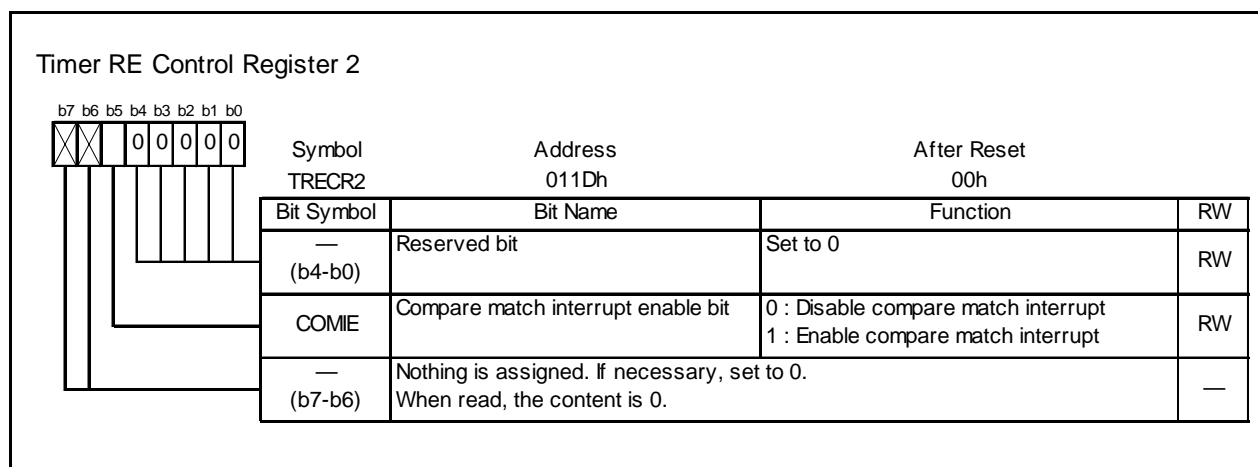 Timer RE Control Register 2
b7 b6 b5 b4 b3 b2 b1 b0
0 0 0 0 0
Symbol Address After Reset
TRECR2 011Dh 00h
Bit Symbol Bit Name Function RW
— (b4-b0) Reserved bit Set to 0 RW
COMIE Compare match interrupt enable bit 0 : Disable compare match interrupt RW
1 : Enable compare match interrupt
— (b7-b6) Nothing is assigned. If necessary, set to 0. —
When read, the content is 0.